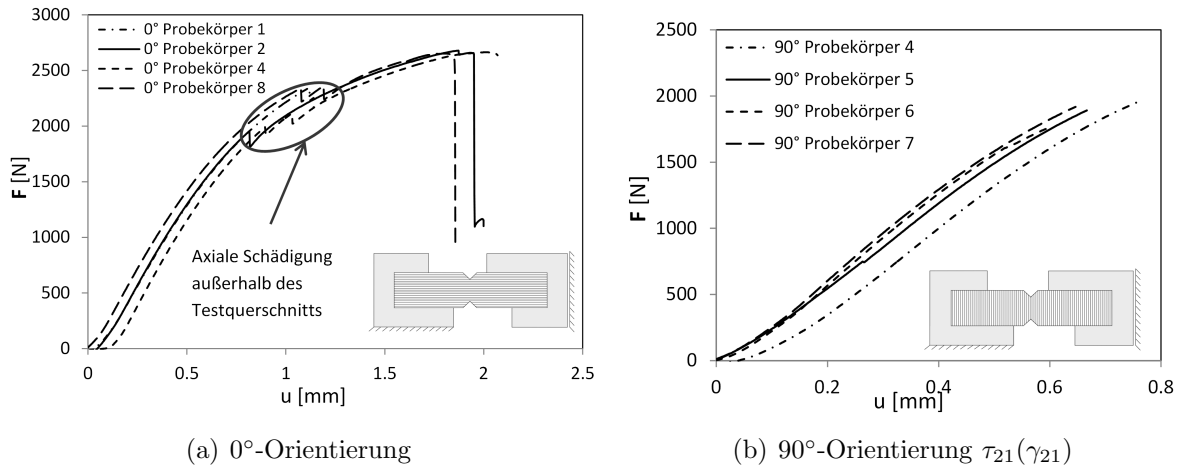 3000
2500
2000
1500
1000
500
0
F [N]
0° Probekörper 1
0° Probekörper 2
0° Probekörper 4
0° Probekörper 8
Axiale Schädigung
außerhalb des
Testquerschnitts
0 0.5 1 1.5 2 2.5
u [mm]
(a) 0°-Orientierung
2500
2000
1500
1000
500
0
F [N]
90° Probekörper 4
90° Probekörper 5
90° Probekörper 6
90° Probekörper 7
0 0.2 0.4 0.6 0.8
u [mm]
(b) 90°-Orientierung τ21(γ21)